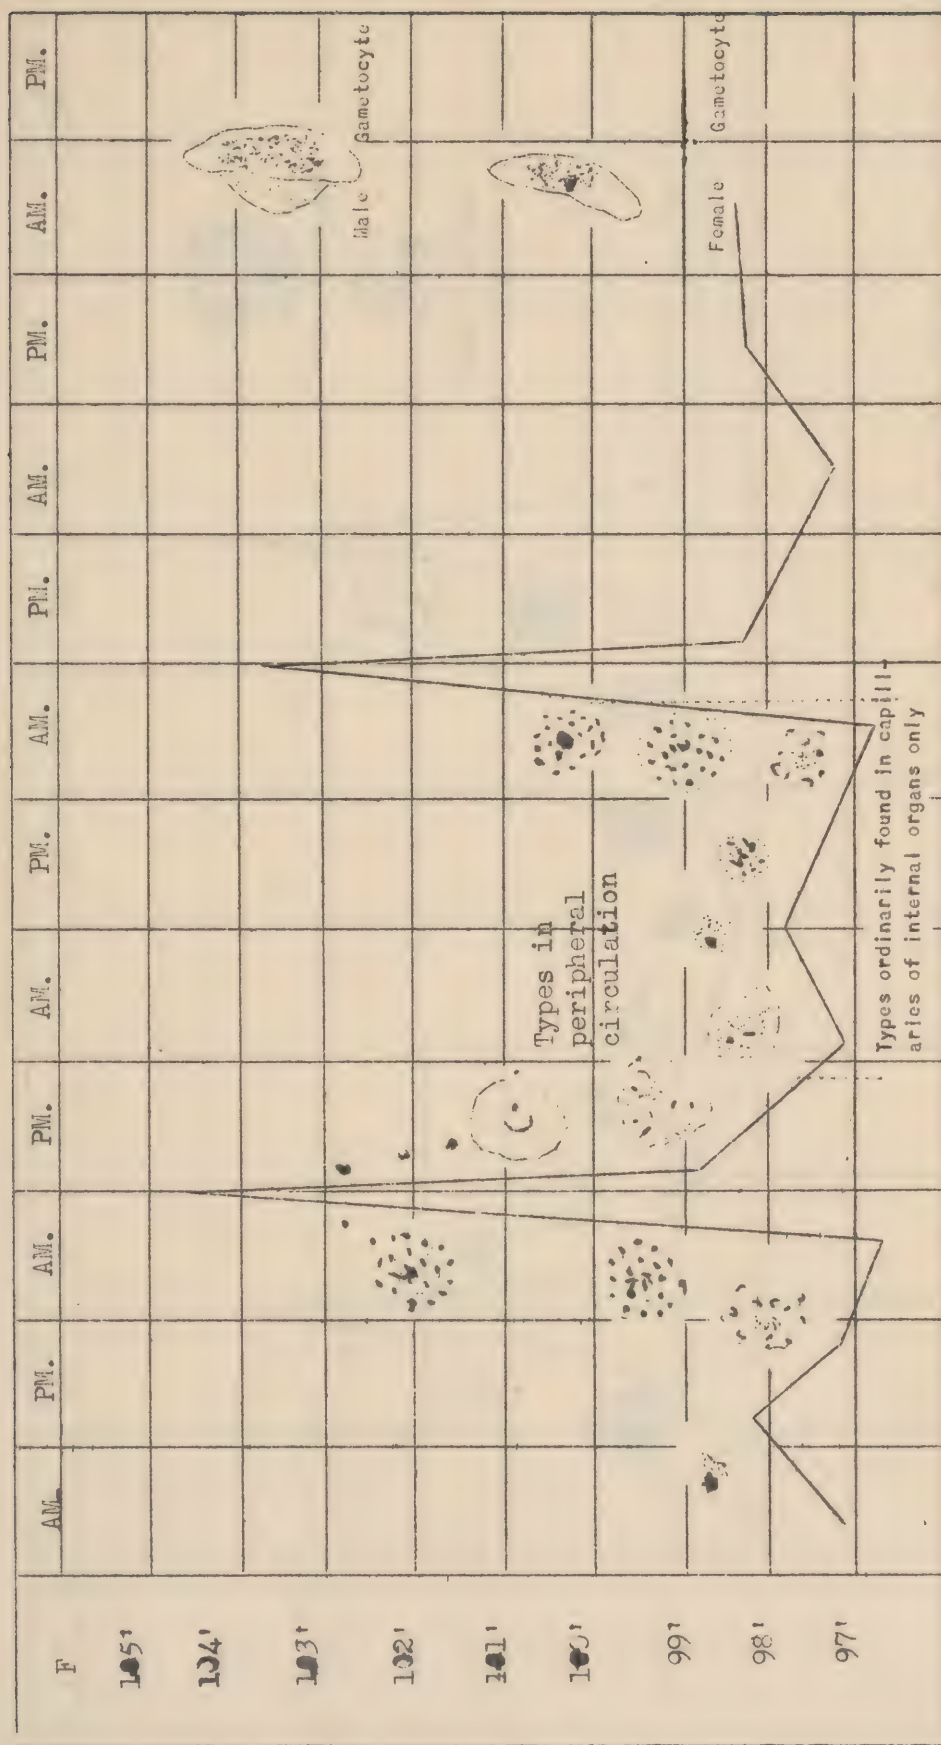 F AM. PM. AM. PM. AM. PM. AM. PM. AM. PM. AM. PM.
105'
104'
103'
102'
101'
100'
99'
98'
97'
Male Gametocyte
Female Gametocyte
Types in
peripheral
circulation
Types ordinarily found in capill-
aries of internal organs only